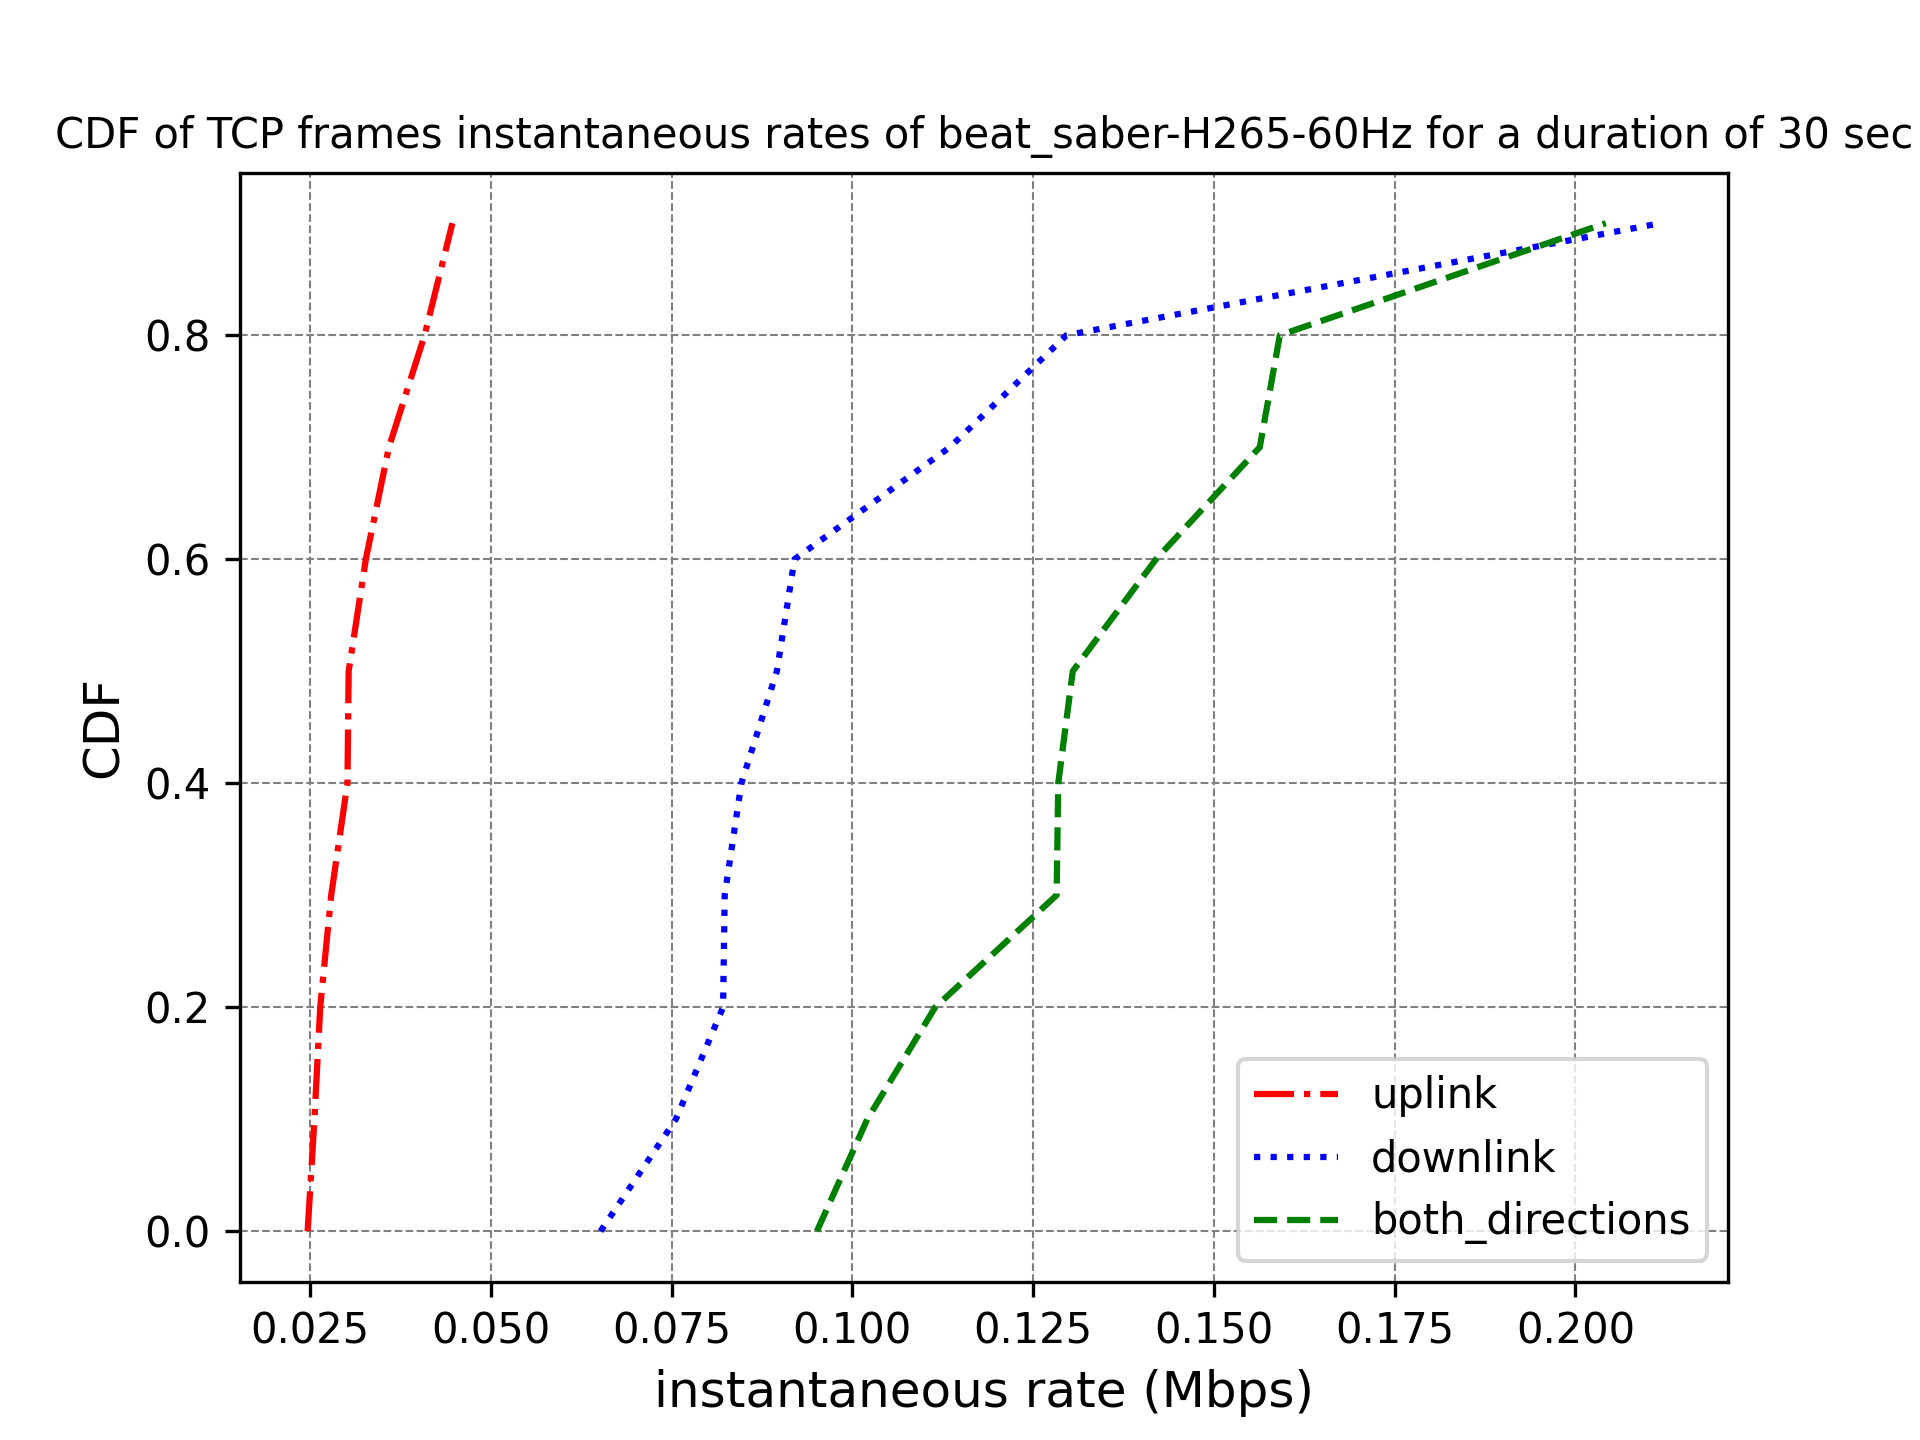 CDF of TCP frames instantaneous rates of beat_saber-H265-60Hz for a duration of 30 sec
CDF
0.8
0.6
0.4
0.2
0.0
uplink
downlink
both_directions
0.025 0.050 0.075 0.100 0.125 0.150 0.175 0.200
instantaneous rate (Mbps)